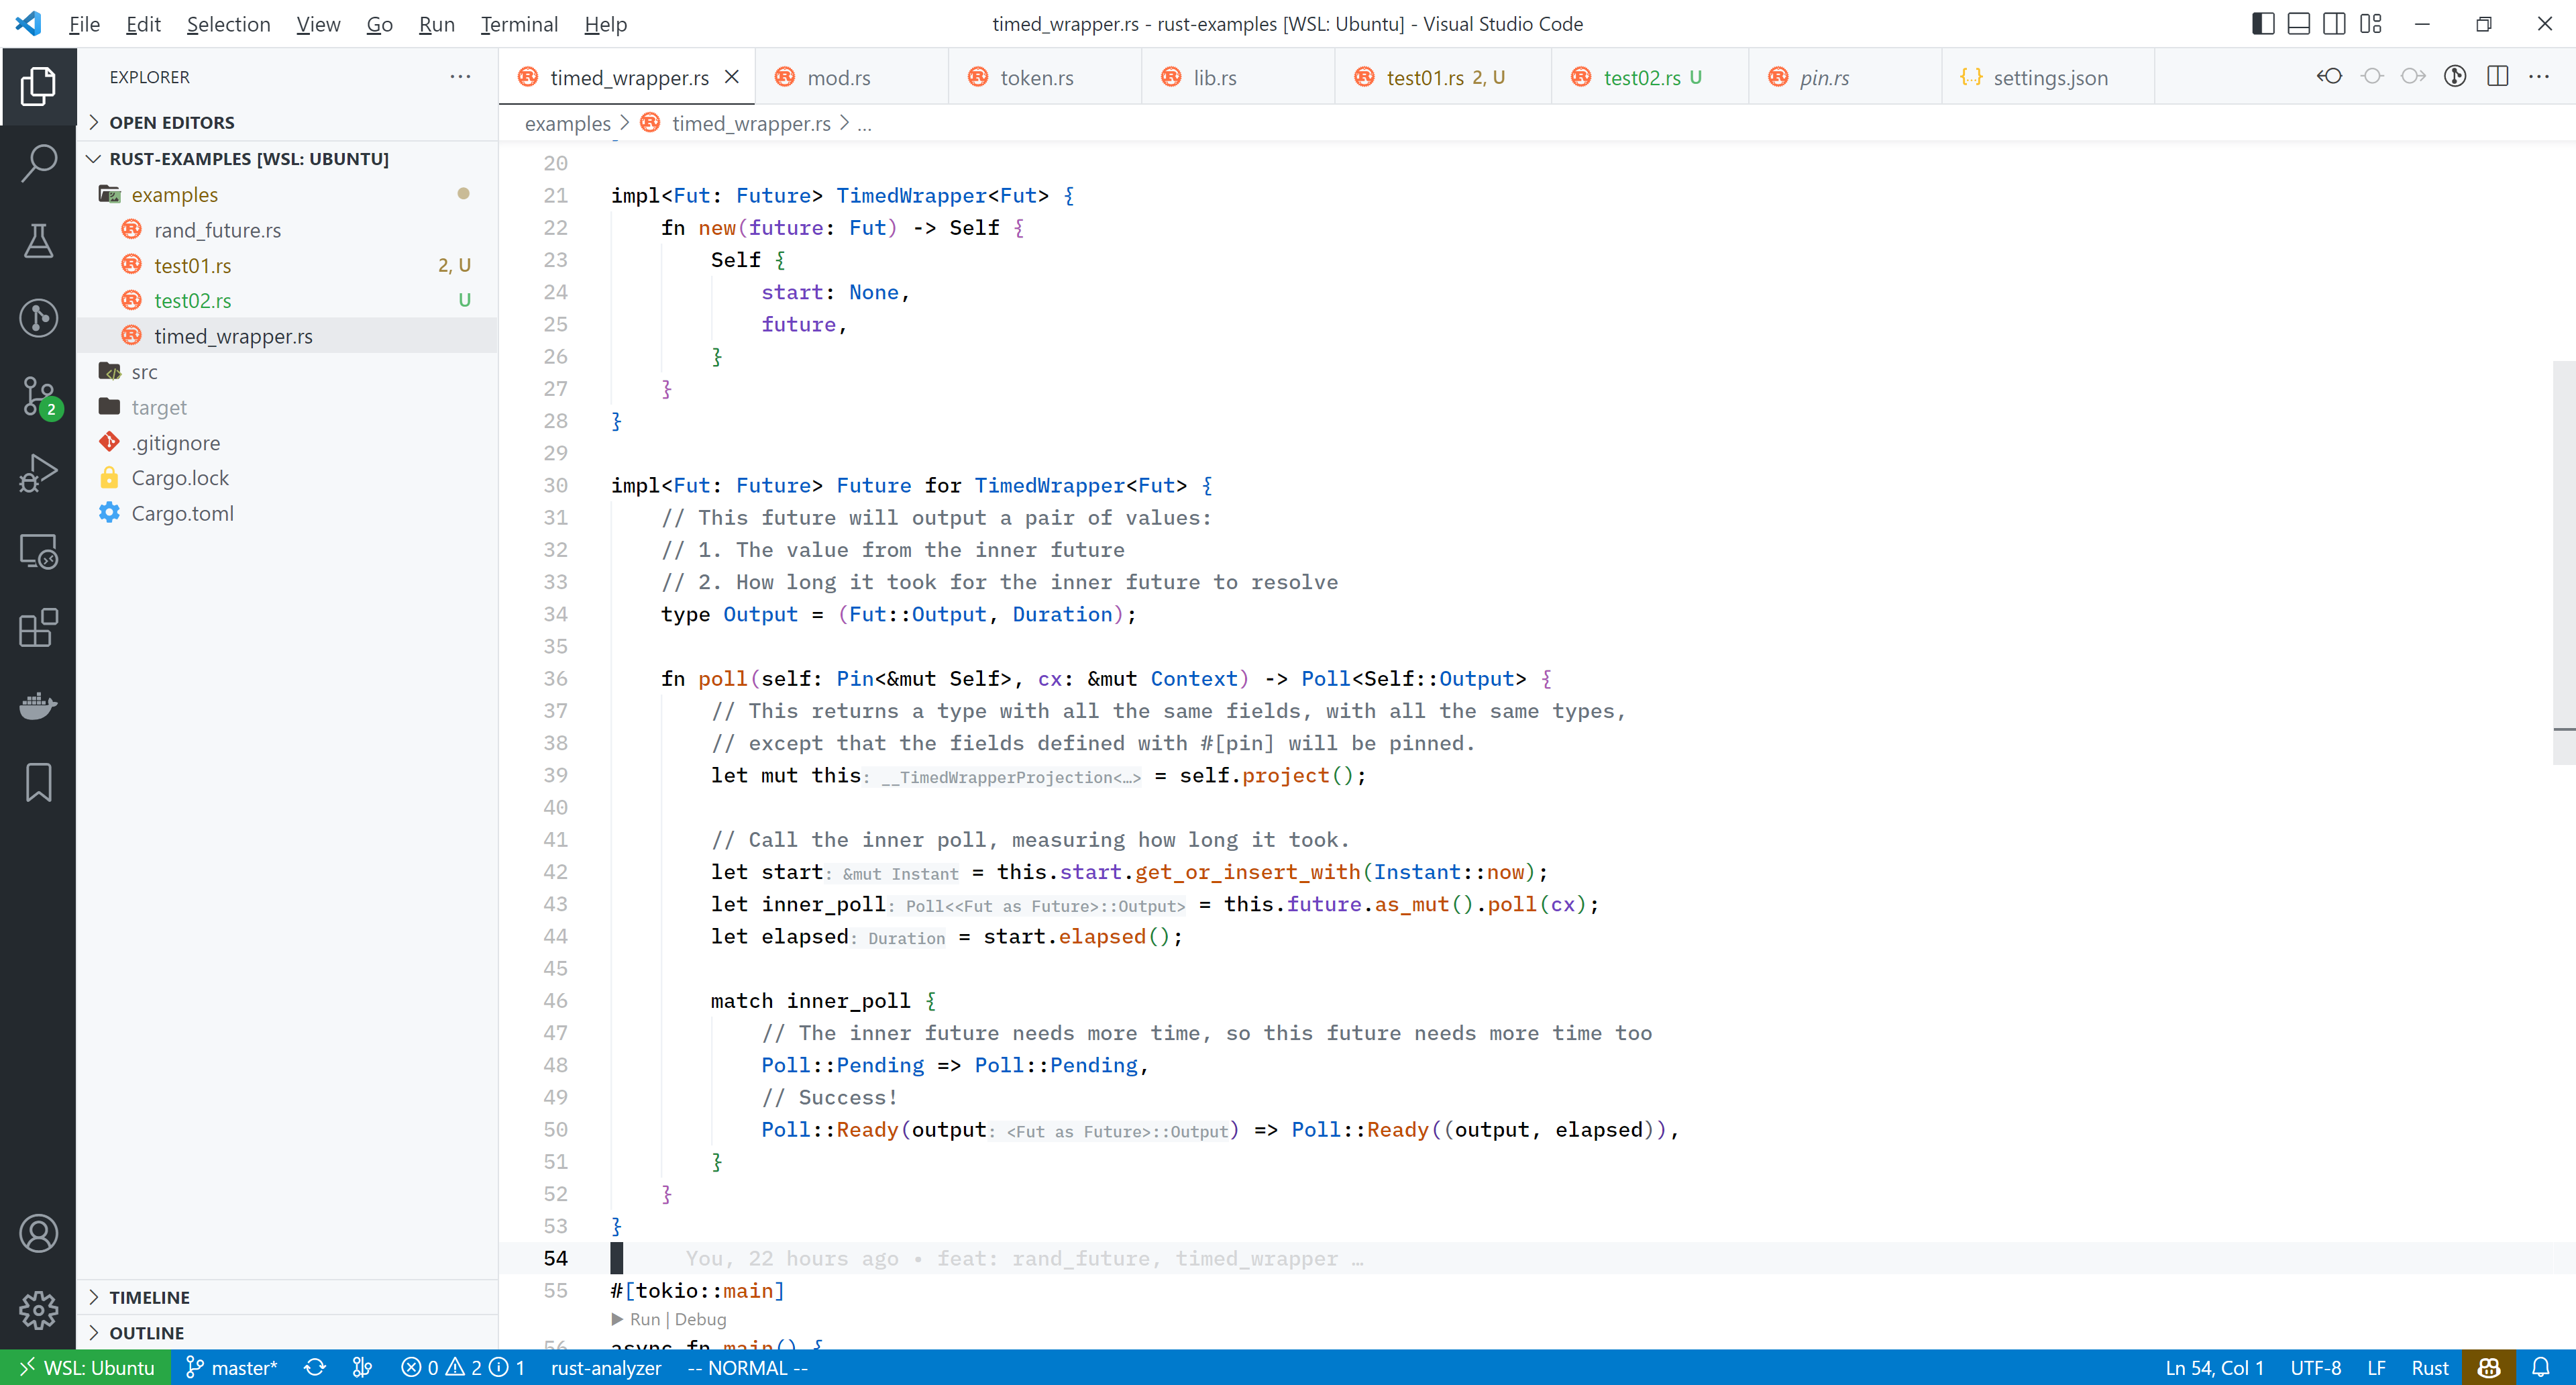 File Edit Selection View Go Run Terminal Help
timed_wrapper.rs - rust-examples [WSL: Ubuntu] - Visual Studio Code
EXPLORER
OPEN EDITORS
RUST-EXAMPLES [WSL: UBUNTU]
examples
rand_future.rs
test01.rs 2, U
test02.rs U
timed_wrapper.rs
src
target
.gitignore
Cargo.lock
Cargo.toml
TIMELINE
OUTLINE
2
timed_wrapper.rs mod.rs token.rs lib.rs test01.rs 2, U test02.rs U pin.rs {..} settings.json
examples > timed_wrapper.rs > ...
20
21 impl<Fut: Future> TimedWrapper<Fut> {
22     fn new(future: Fut) -> Self {
23         Self {
24             start: None,
25             future,
26         }
27     }
28 }
29
30 impl<Fut: Future> Future for TimedWrapper<Fut> {
31     // This future will output a pair of values:
32     // 1. The value from the inner future
33     // 2. How long it took for the inner future to resolve
34     type Output = (Fut::Output, Duration);
35
36     fn poll(self: Pin<&mut Self>, cx: &mut Context) -> Poll<Self::Output> {
37         // This returns a type with all the same fields, with all the same types,
38         // except that the fields defined with #[pin] will be pinned.
39         let mut this: __TimedWrapperProjection<…> = self.project();
40
41         // Call the inner poll, measuring how long it took.
42         let start: &mut Instant = this.start.get_or_insert_with(Instant::now);
43         let inner_poll: Poll<<Fut as Future>::Output> = this.future.as_mut().poll(cx);
44         let elapsed: Duration = start.elapsed();
45
46         match inner_poll {
47             // The inner future needs more time, so this future needs more time too
48             Poll::Pending => Poll::Pending,
49             // Success!
50             Poll::Ready(output: <Fut as Future>::Output) => Poll::Ready((output, elapsed)),
51         }
52     }
53 }
54 You, 22 hours ago • feat: rand_future, timed_wrapper …
55 #[tokio::main]
Run | Debug
56 async fn main() {
WSL: Ubuntu master* 0 2 1 rust-analyzer -- NORMAL -- Ln 54, Col 1 UTF-8 LF Rust